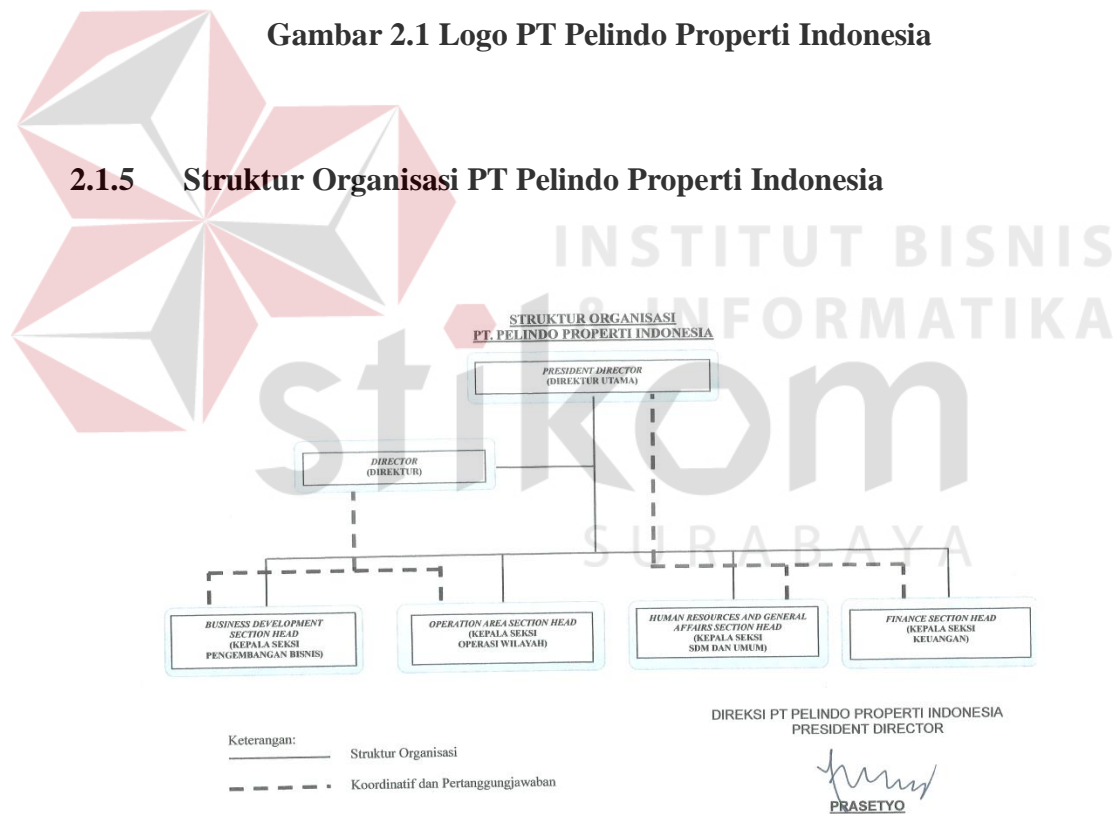 Gambar 2.1 Logo PT Pelindo Properti Indonesia
2.1.5 Struktur Organisasi PT Pelindo Properti Indonesia
INSTITUT BISNIS
& INFORMATIKA
stikom
SURABAYA
STRUKTUR ORGANISASI
PT. PELINDO PROPERTI INDONESIA
PRESIDENT DIRECTOR
(DIREKTUR UTAMA)
DIRECTOR
(DIREKTUR)
BUSINESS DEVELOPMENT
SECTION HEAD
(KEPALA SEKSI
PENGEMBANGAN BISNIS)
OPERATION AREA SECTION HEAD
(KEPALA SEKSI
OPERASI WILAYAH)
HUMAN RESOURCES AND GENERAL
AFFAIRS SECTION HEAD
(KEPALA SEKSI
SDM DAN UMUM)
FINANCE SECTION HEAD
(KEPALA SEKSI
KEUANGAN)
Keterangan:
Struktur Organisasi
Koordinatif dan Pertanggungjawaban
DIREKSI PT PELINDO PROPERTI INDONESIA
PRESIDENT DIRECTOR
PRASETYO